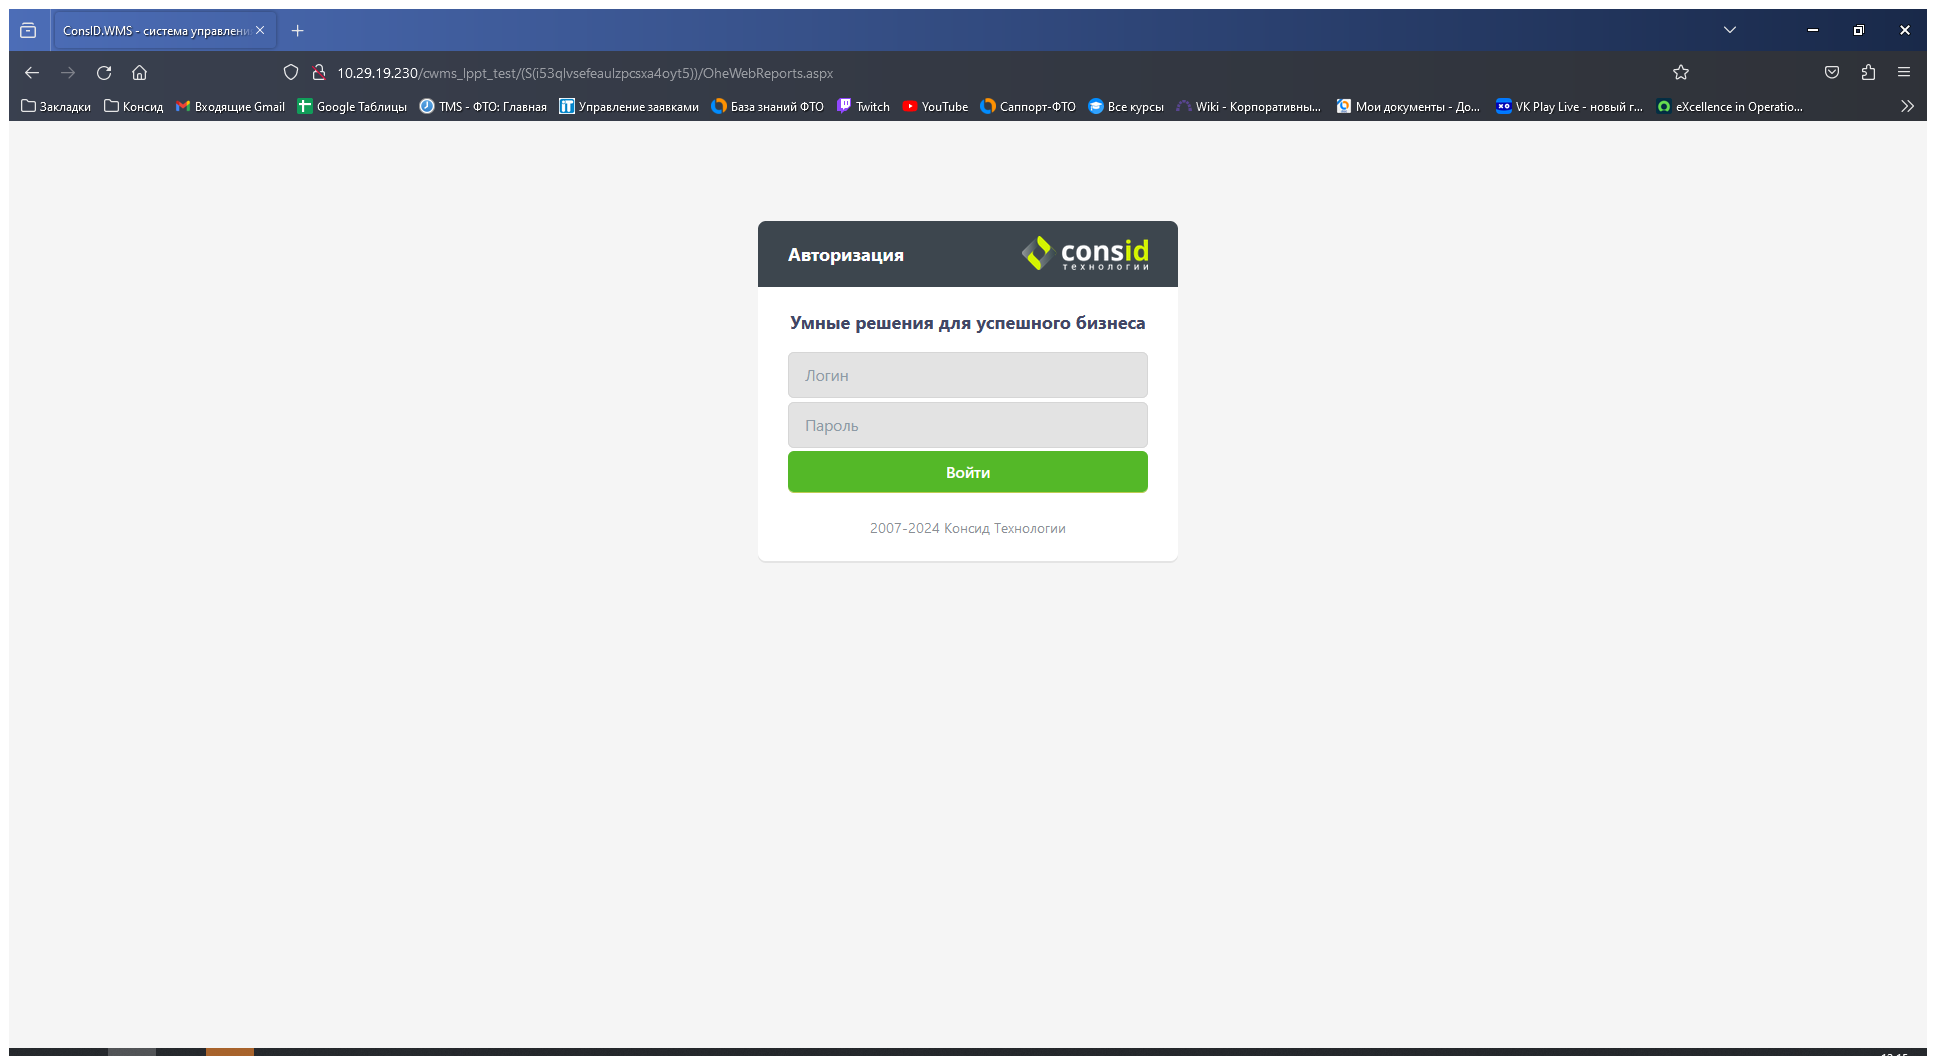 ConsID.WMS - система управлени
10.29.19.230/cwms_lppt_test/(S(i53qlvsefeaulzpcsxa4oyt5))/OheWebReports.aspx
Закладки Консид Входящие Gmail Google Таблицы TMS - ФТО: Главная Управление заявками База знаний ФТО Twitch YouTube Саппорт-ФТО Все курсы Wiki - Корпоративны... Мои документы - До... VK Play Live - новый г... eXcellence in Operatio...
Авторизация
consid
технологии
Умные решения для успешного бизнеса
Логин
Пароль
Войти
2007-2024 Консид Технологии